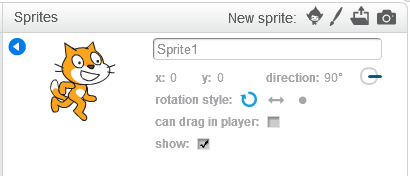 Sprites New sprite:
Sprite1
x: 0 y: 0 direction: 90°
rotation style:
can drag in player:
show: